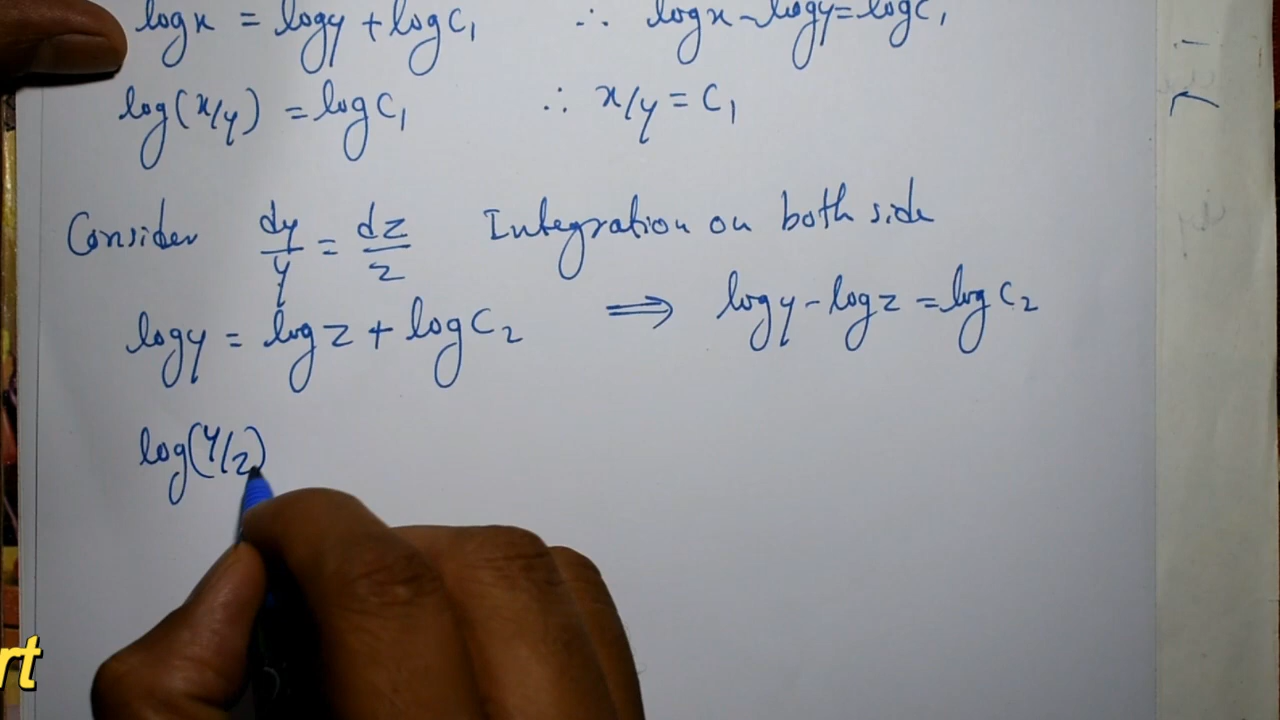 log x = log y + log C₁ ∴ log x - log y = log C₁
log(x/y) = log C₁ ∴ x/y = C₁
Consider dy/y = dz/z Integration on both side
log y = log z + log C₂ ⟹ log y - log z = log C₂
log(y/z)
rt